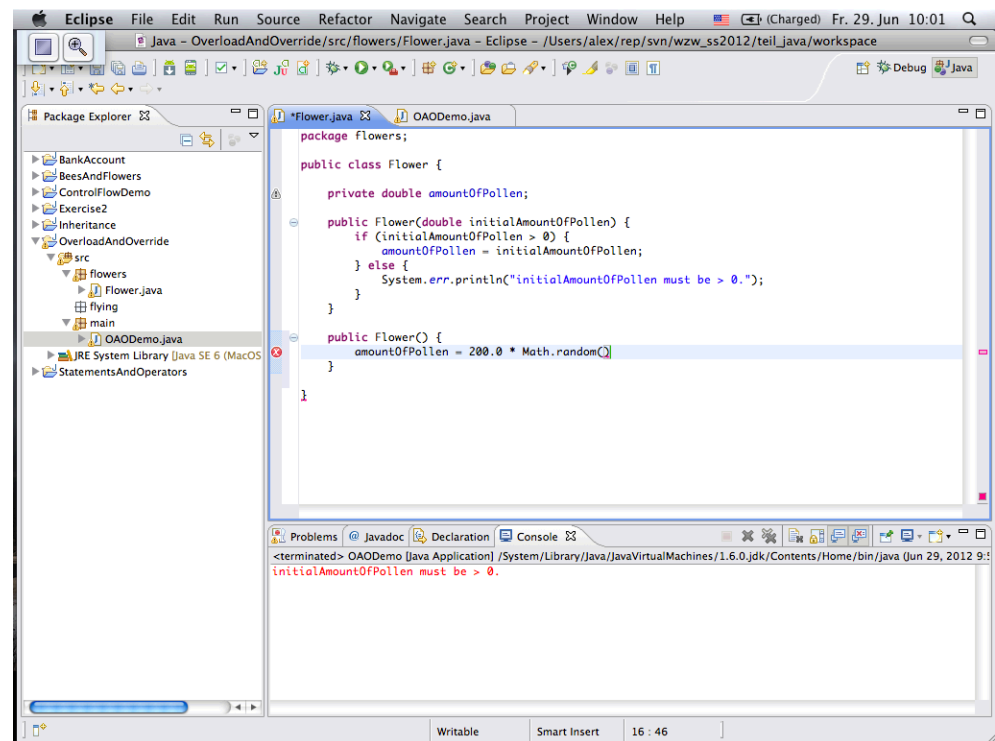 Eclipse File Edit Run Source Refactor Navigate Search Project Window Help (Charged) Fr. 29. Jun 10:01
Java – OverloadAndOverride/src/flowers/Flower.java – Eclipse – /Users/alex/rep/svn/wzw_ss2012/teil_java/workspace
Debug Java
Package Explorer
BankAccount
BeesAndFlowers
ControlFlowDemo
Exercise2
Inheritance
OverloadAndOverride
src
flowers
Flower.java
flying
main
OAODemo.java
JRE System Library [Java SE 6 (MacOS
StatementsAndOperators
*Flower.java OAODemo.java
package flowers;
public class Flower {
private double amountOfPollen;
public Flower(double initialAmountOfPollen) {
if (initialAmountOfPollen > 0) {
amountOfPollen = initialAmountOfPollen;
} else {
System.err.println("initialAmountOfPollen must be > 0.");
}
}
public Flower() {
amountOfPollen = 200.0 * Math.random()
}
}
Problems @ Javadoc Declaration Console
<terminated> OAODemo [Java Application] /System/Library/Java/JavaVirtualMachines/1.6.0.jdk/Contents/Home/bin/java (Jun 29, 2012 9:
initialAmountOfPollen must be > 0.
Writable Smart Insert 16 : 46